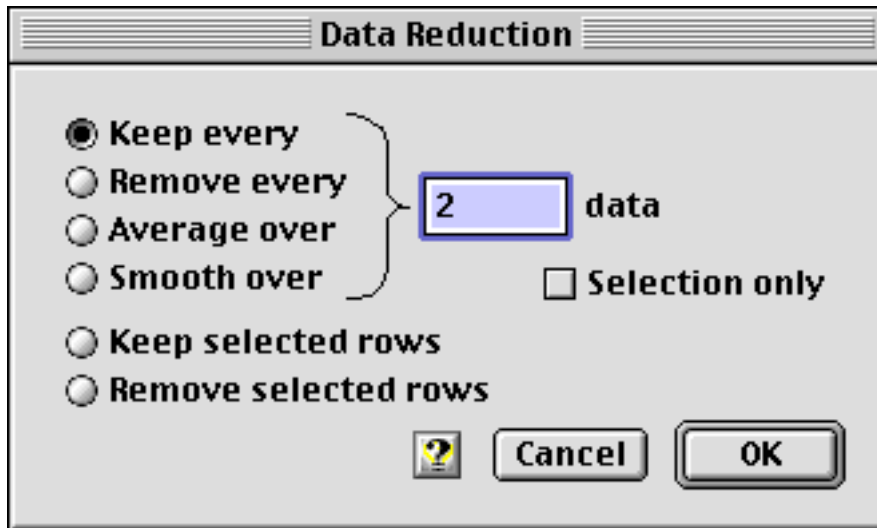 Data Reduction
Keep every
Remove every
2 data
Average over
Smooth over
Selection only
Keep selected rows
Remove selected rows
? Cancel OK